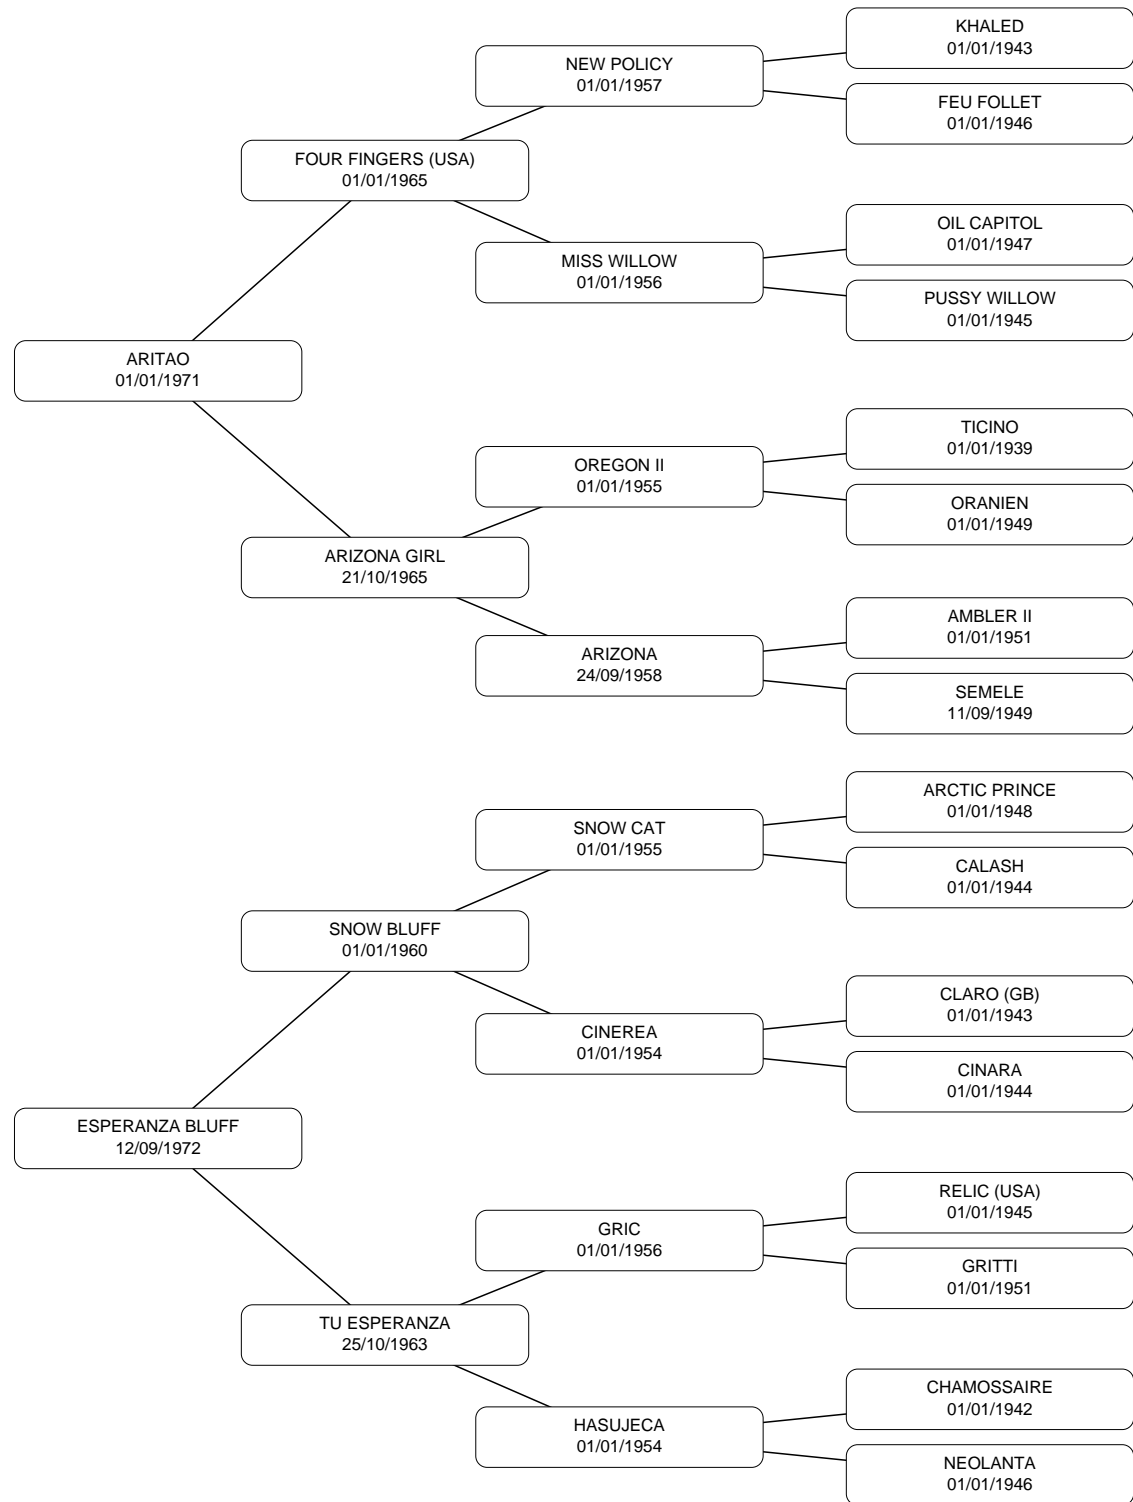 KHALED
01/01/1943
NEW POLICY
01/01/1957
FEU FOLLET
01/01/1946
FOUR FINGERS (USA)
01/01/1965
OIL CAPITOL
01/01/1947
MISS WILLOW
01/01/1956
PUSSY WILLOW
01/01/1945
ARITAO
01/01/1971
TICINO
01/01/1939
OREGON II
01/01/1955
ORANIEN
01/01/1949
ARIZONA GIRL
21/10/1965
AMBLER II
01/01/1951
ARIZONA
24/09/1958
SEMELE
11/09/1949
ARCTIC PRINCE
01/01/1948
SNOW CAT
01/01/1955
CALASH
01/01/1944
SNOW BLUFF
01/01/1960
CLARO (GB)
01/01/1943
CINEREA
01/01/1954
CINARA
01/01/1944
ESPERANZA BLUFF
12/09/1972
RELIC (USA)
01/01/1945
GRIC
01/01/1956
GRITTI
01/01/1951
TU ESPERANZA
25/10/1963
CHAMOSSAIRE
01/01/1942
HASUJECA
01/01/1954
NEOLANTA
01/01/1946